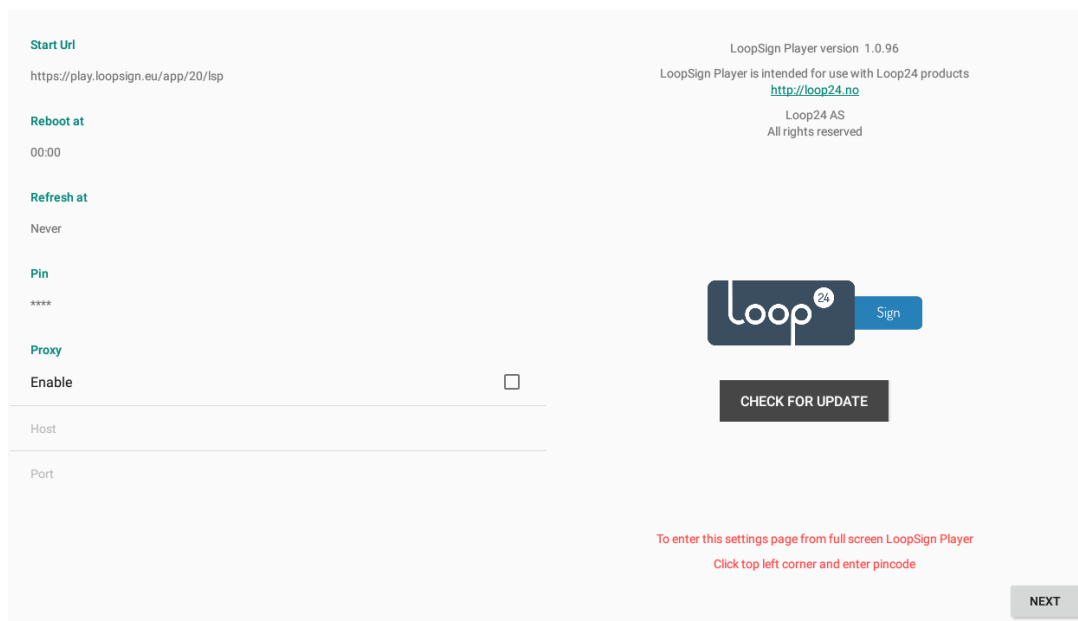 Start Url
https://play.loopsign.eu/app/20/lsp
Reboot at
00:00
Refresh at
Never
Pin
****
Proxy
Enable
Host
Port
LoopSign Player version 1.0.96
LoopSign Player is intended for use with Loop24 products
http://loop24.no
Loop24 AS
All rights reserved
loop 24 Sign
CHECK FOR UPDATE
To enter this settings page from full screen LoopSign Player
Click top left corner and enter pincode
NEXT